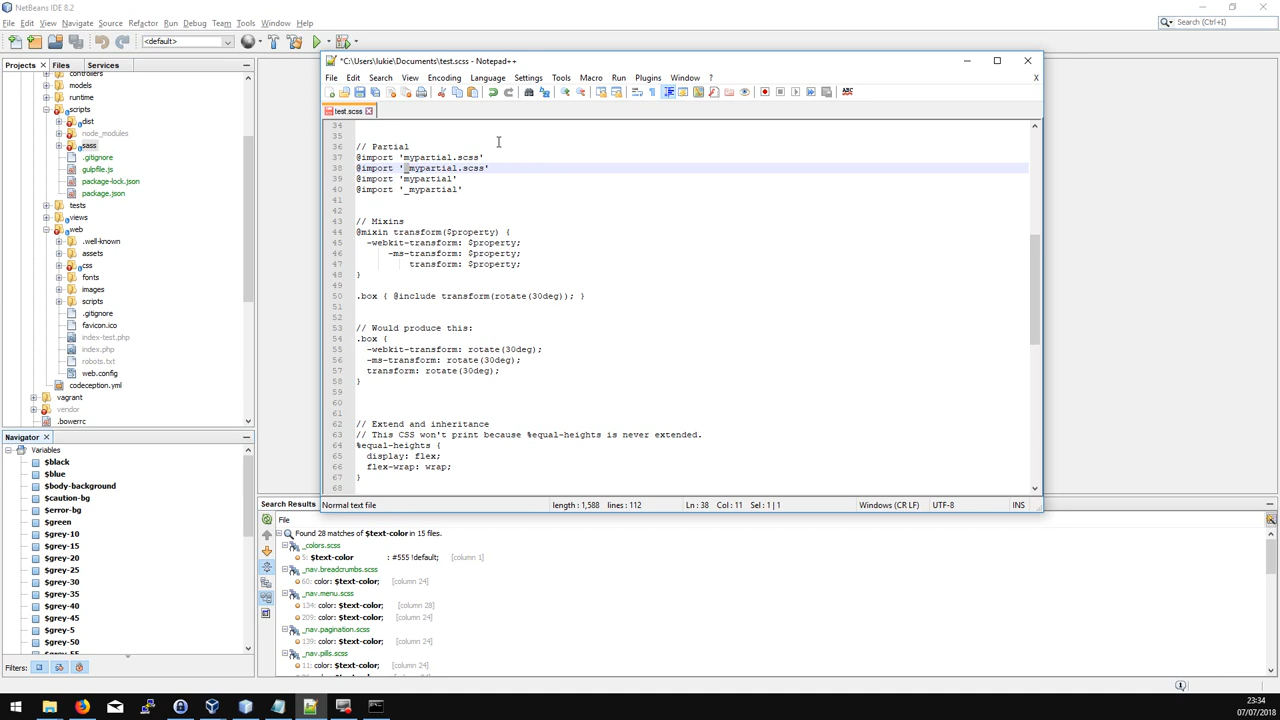 NetBeans IDE 8.2
File Edit View Navigate Source Refactor Run Debug Team Tools Window Help
Search (Ctrl+I)
<default>
Projects Files Services
controllers
models
runtime
scripts
dist
node_modules
sass
.gitignore
gulpfile.js
package-lock.json
package.json
tests
views
web
.well-known
assets
css
fonts
images
scripts
.gitignore
favicon.ico
index-test.php
index.php
robots.txt
web.config
codeception.yml
vagrant
vendor
.bowerrc
Navigator
Variables
$black
$blue
$body-background
$caution-bg
$error-bg
$green
$grey-10
$grey-15
$grey-20
$grey-25
$grey-30
$grey-35
$grey-40
$grey-45
$grey-5
$grey-50
$grey-55
Filters:
*C:\Users\lukie\Documents\test.scss - Notepad++
File Edit Search View Encoding Language Settings Tools Macro Run Plugins Window ? X
ABC
test.scss
34
35
36 // Partial
37 @import 'mypartial.scss'
38 @import '_mypartial.scss'
39 @import 'mypartial'
40 @import '_mypartial'
41
42
43 // Mixins
44 @mixin transform($property) {
45 -webkit-transform: $property;
46 -ms-transform: $property;
47 transform: $property;
48 }
49
50 .box { @include transform(rotate(30deg)); }
51
52
53 // Would produce this:
54 .box {
55 -webkit-transform: rotate(30deg);
56 -ms-transform: rotate(30deg);
57 transform: rotate(30deg);
58 }
59
60
61
62 // Extend and inheritance
63 // This CSS won't print because %equal-heights is never extended.
64 %equal-heights {
65 display: flex;
66 flex-wrap: wrap;
67 }
68
Normal text file length : 1,588 lines : 112 Ln : 38 Col : 11 Sel : 1 | 1 Windows (CR LF) UTF-8 INS
Search Results
File
Found 28 matches of $text-color in 15 files.
_colors.scss
5: $text-color : #555 !default; [column 1]
_nav.breadcrumbs.scss
60: color: $text-color; [column 24]
_nav.menu.scss
134: color: $text-color; [column 28]
209: color: $text-color; [column 24]
_nav.pagination.scss
139: color: $text-color; [column 24]
_nav.pills.scss
11: color: $text-color; [column 24]
23:34
07/07/2018